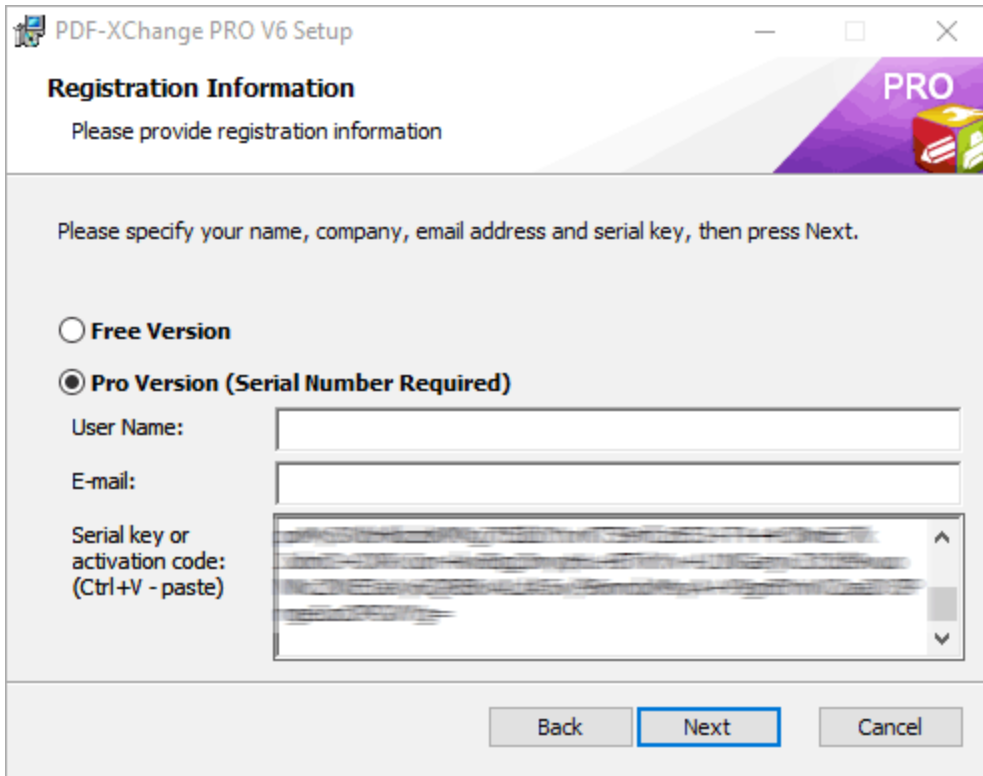 PDF-XChange PRO V6 Setup
PRO
Registration Information
Please provide registration information
Please specify your name, company, email address and serial key, then press Next.
Free Version
Pro Version (Serial Number Required)
User Name:
E-mail:
Serial key or
activation code:
(Ctrl+V - paste)
Back Next Cancel